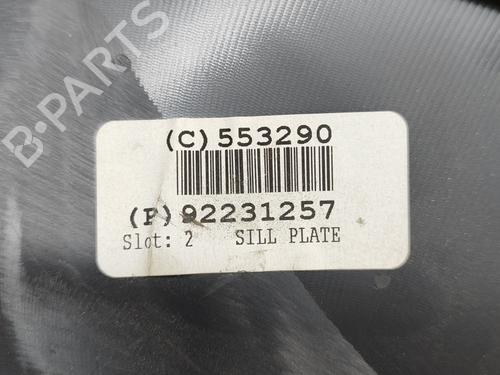 B-PARTS
(C)553290
(P)92231257
Slot: 2 SILL PLATE